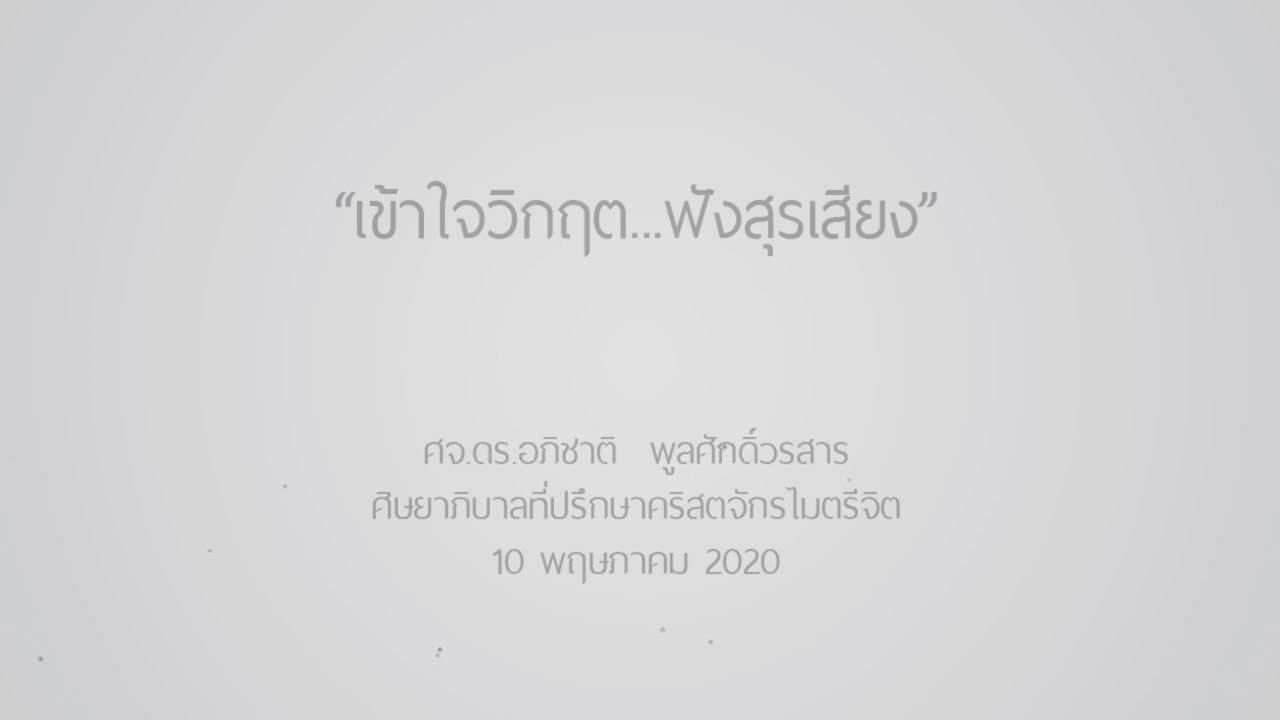 “เข้าใจวิกฤต...ฟังสุรเสียง”
ศจ.ดร.อภิชาติ พูลศักดิ์วรสาร
ศิษยาภิบาลที่ปรึกษาคริสตจักรไมตรีจิต
10 พฤษภาคม 2020